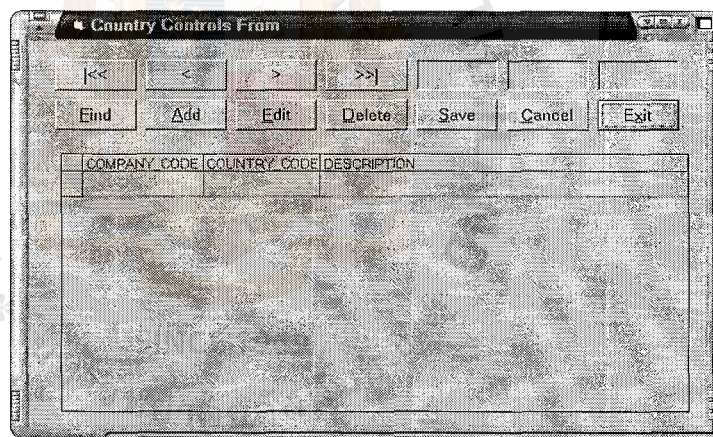 Country Controls From
|<< < > >>|
Find Add Edit Delete Save Cancel Exit
COMPANY_CODE COUNTRY_CODE DESCRIPTION